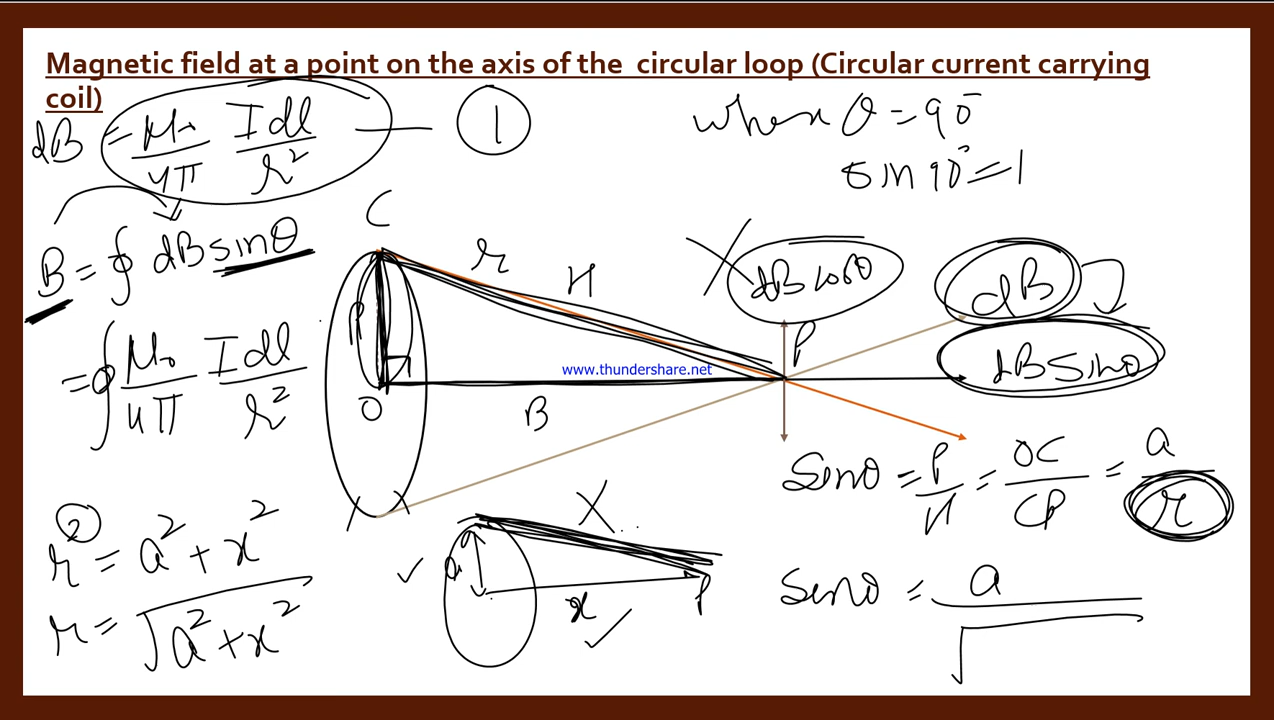 Magnetic field at a point on the axis of the circular loop (Circular current carrying
coil)
dB = μ₀/4π Idl/r² — 1
where θ = 90°
sin 90° = 1
B = ∮ dB sinθ
= ∮ μ₀/4π Idl/r²
C
r
H
P
O
B
www.thundershare.net
dB cosθ
dB
dB sinθ
P
Sinθ = P/H = OC/CP = a/r
Sinθ = a/√
r² = a² + x²
r = √a² + x²
a
x
P
X